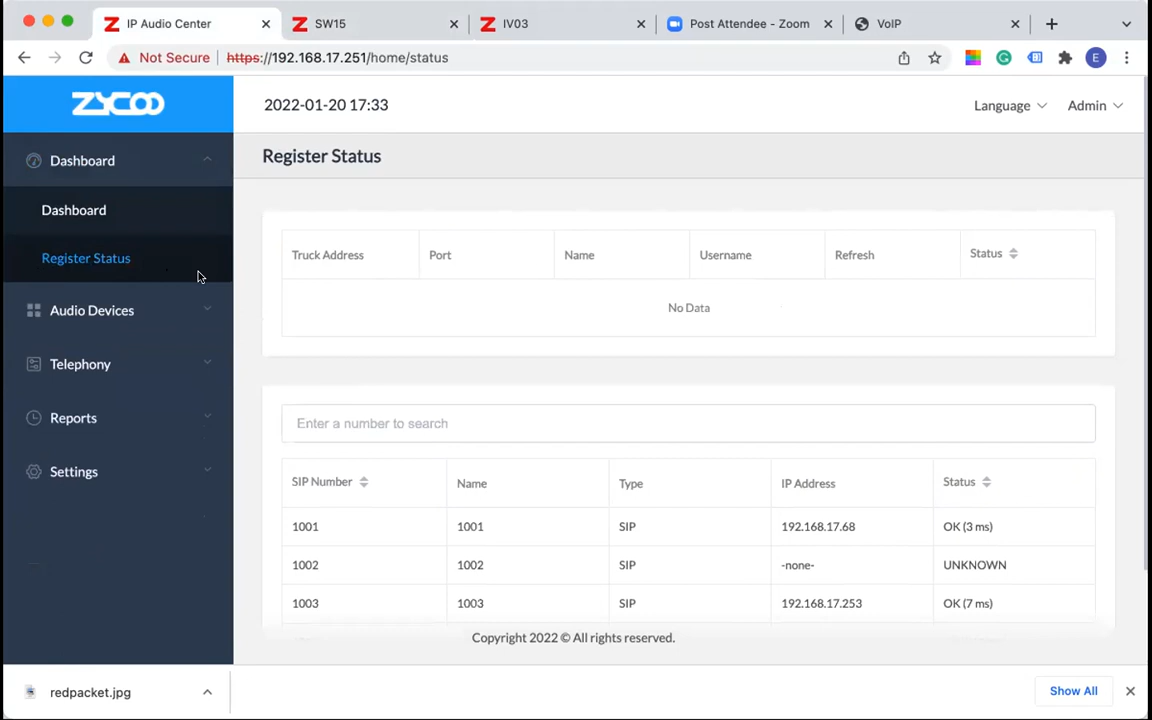 IP Audio Center
SW15
IV03
Post Attendee - Zoom
VoIP
Not Secure
https://192.168.17.251/home/status
E
ZYCOO
2022-01-20 17:33
Language
Admin
Dashboard
Register Status
Dashboard
Register Status
Audio Devices
Telephony
Reports
Settings
Truck Address Port Name Username Refresh Status
No Data
Enter a number to search
SIP Number Name Type IP Address Status
1001 1001 SIP 192.168.17.68 OK (3 ms)
1002 1002 SIP -none- UNKNOWN
1003 1003 SIP 192.168.17.253 OK (7 ms)
Copyright 2022 © All rights reserved.
redpacket.jpg
Show All